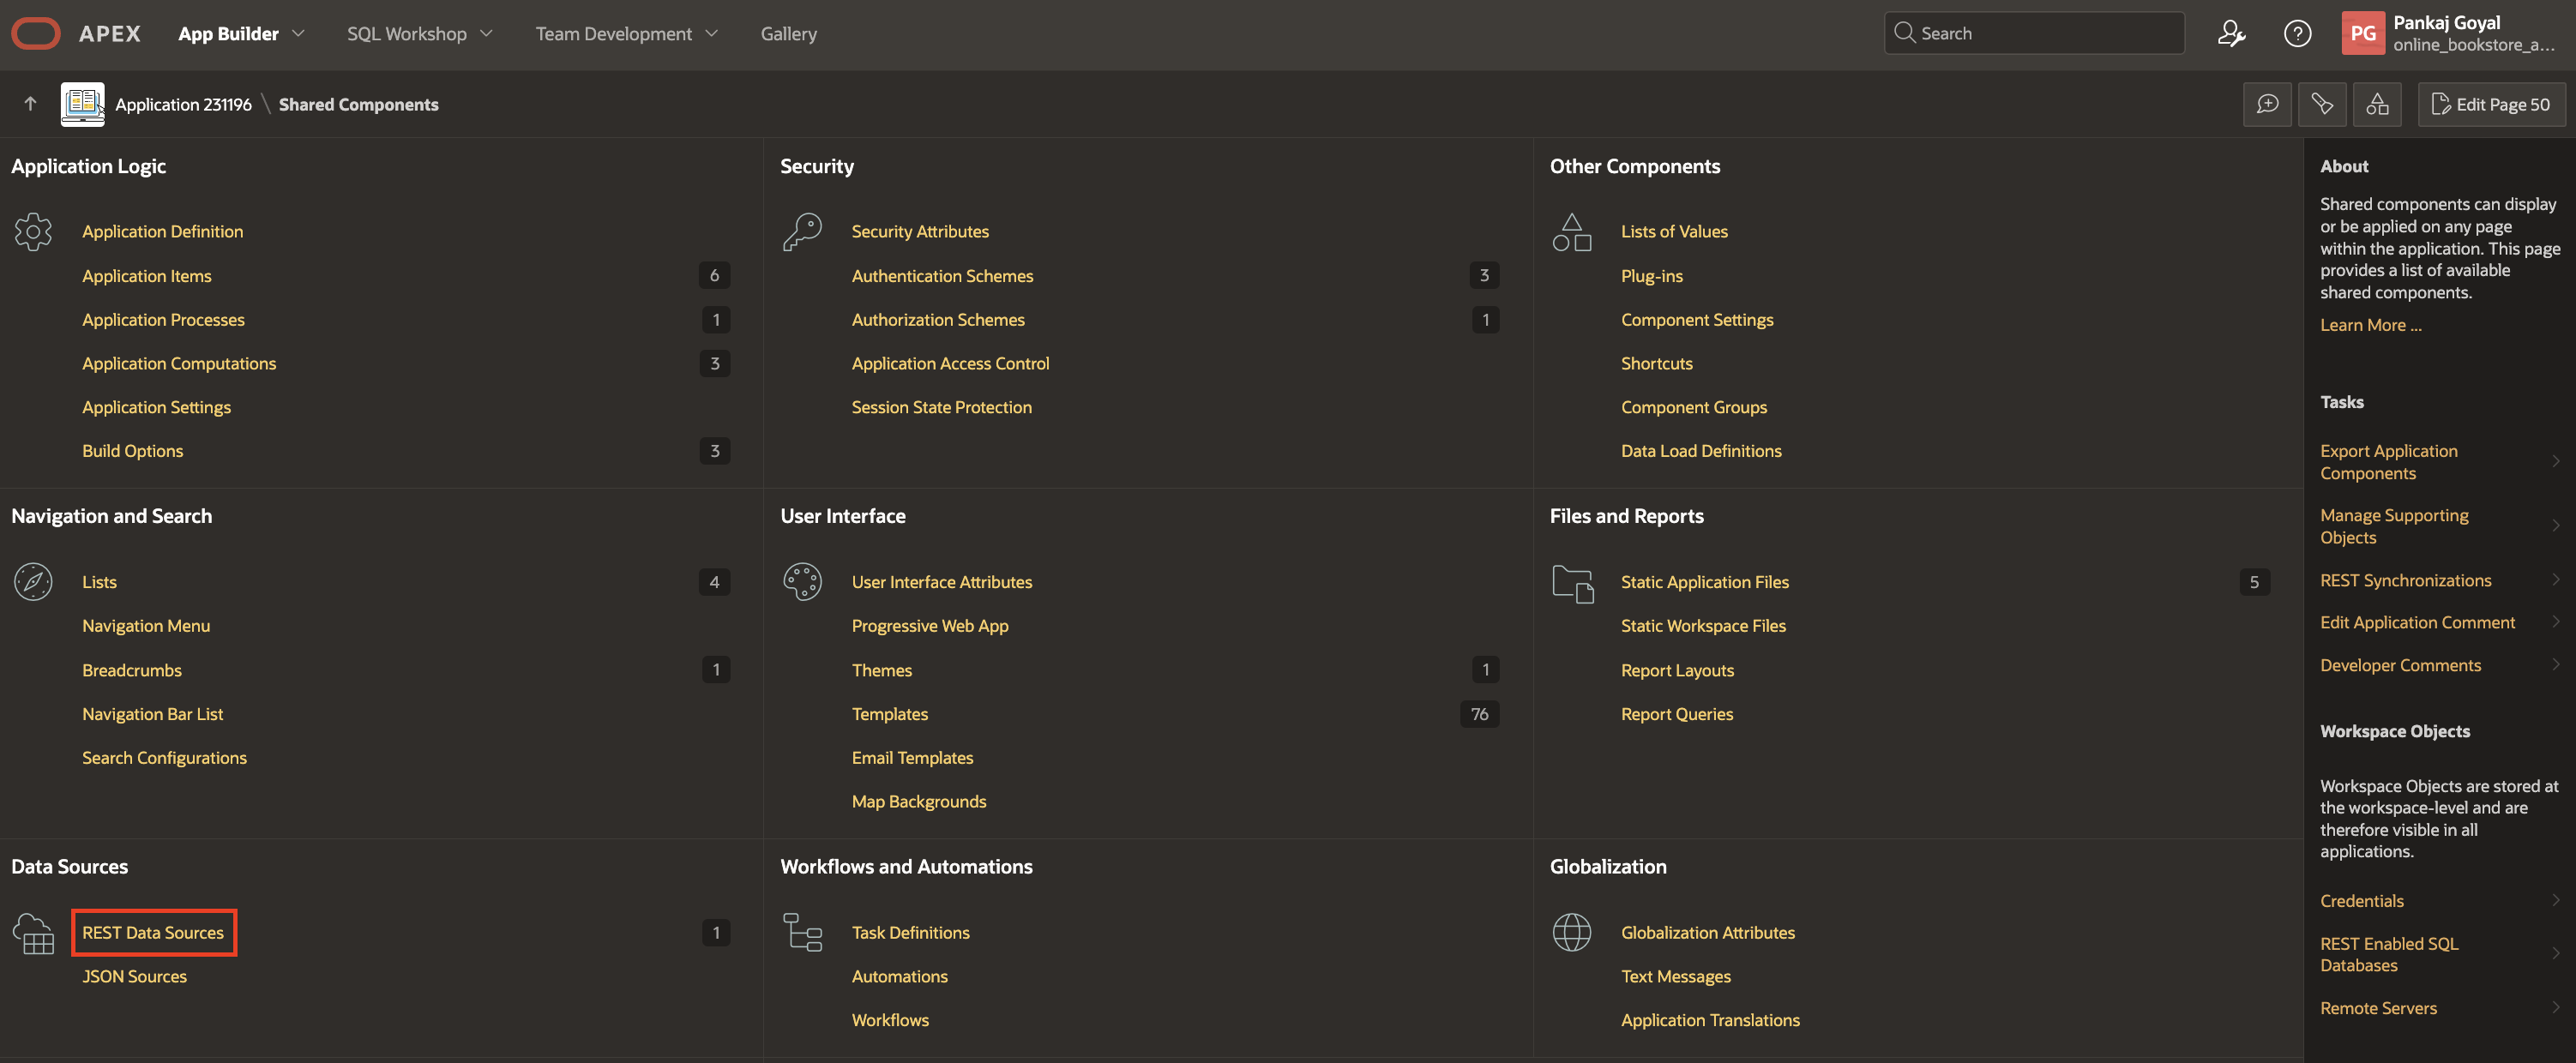 APEX App Builder SQL Workshop Team Development Gallery Search PG Pankaj Goyal
online_bookstore_a...
Application 231196 \ Shared Components Edit Page 50
Application Logic
Application Definition
Application Items 6
Application Processes 1
Application Computations 3
Application Settings
Build Options 3
Security
Security Attributes
Authentication Schemes 3
Authorization Schemes 1
Application Access Control
Session State Protection
Other Components
Lists of Values
Plug-ins
Component Settings
Shortcuts
Component Groups
Data Load Definitions
Navigation and Search
Lists 4
Navigation Menu
Breadcrumbs 1
Navigation Bar List
Search Configurations
User Interface
User Interface Attributes
Progressive Web App
Themes 1
Templates 76
Email Templates
Map Backgrounds
Files and Reports
Static Application Files 5
Static Workspace Files
Report Layouts
Report Queries
Data Sources
REST Data Sources 1
JSON Sources
Workflows and Automations
Task Definitions
Automations
Workflows
Globalization
Globalization Attributes
Text Messages
Application Translations
About
Shared components can display
or be applied on any page
within the application. This page
provides a list of available
shared components.
Learn More ...
Tasks
Export Application
Components
Manage Supporting
Objects
REST Synchronizations
Edit Application Comment
Developer Comments
Workspace Objects
Workspace Objects are stored at
the workspace-level and are
therefore visible in all
applications.
Credentials
REST Enabled SQL
Databases
Remote Servers